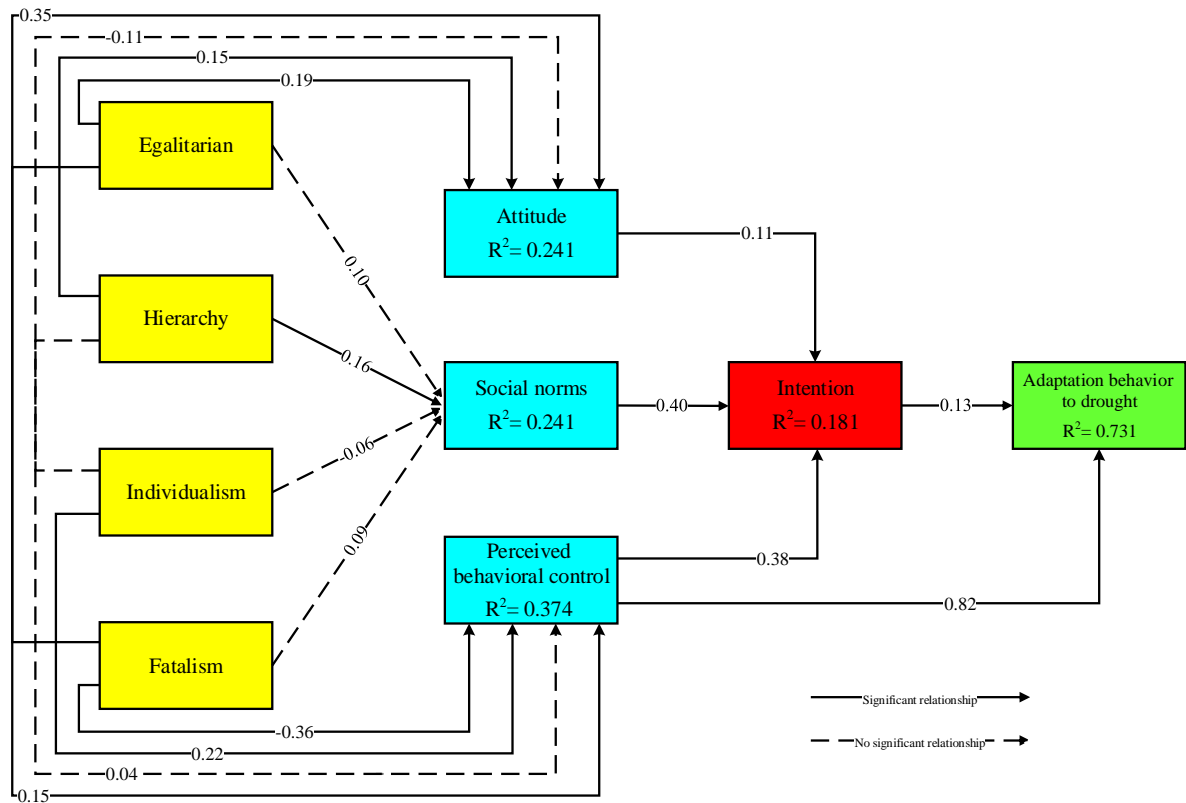 0.35
-0.11
0.15
0.19
Egalitarian
Attitude
R²= 0.241
0.11
0.10
Hierarchy
0.16
Social norms
R²= 0.241
0.40
Intention
R²= 0.181
0.13
Adaptation behavior
to drought
R²= 0.731
-0.06
Individualism
0.09
Perceived
behavioral control
R²= 0.374
0.38
0.82
Fatalism
-0.36
0.22
0.04
0.15
Significant relationship
No significant relationship